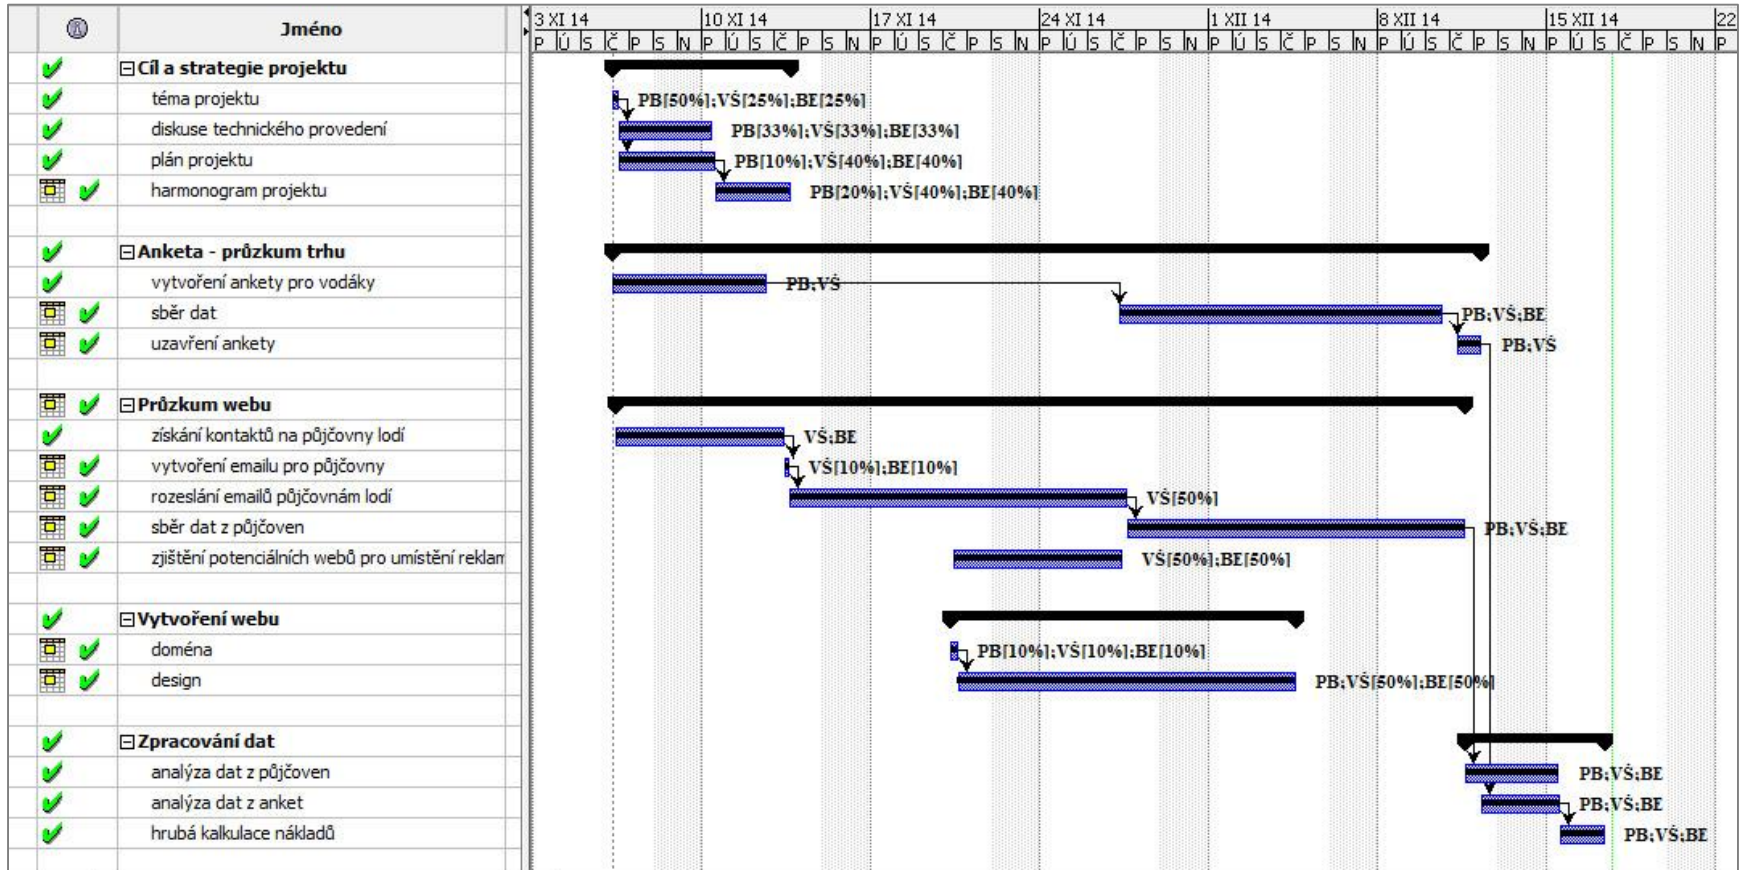 Jméno
3 XI 14 10 XI 14 17 XI 14 24 XI 14 1 XII 14 8 XII 14 15 XII 14 22
P Ú S Č P S N P Ú S Č P S N P Ú S Č P S N P Ú S Č P S N P Ú S Č P S N P Ú S Č P S N P Ú S Č P S N P
Cíl a strategie projektu
téma projektu PB[50%];VŠ[25%];BE[25%]
diskuse technického provedení PB[33%];VŠ[33%];BE[33%]
plán projektu PB[10%];VŠ[40%];BE[40%]
harmonogram projektu PB[20%];VŠ[40%];BE[40%]
Anketa - průzkum trhu
vytvoření ankety pro vodáky PB;VŠ
sběr dat PB;VŠ;BE
uzavření ankety PB;VŠ
Průzkum webu
získání kontaktů na půjčovny lodí VŠ;BE
vytvoření emailu pro půjčovny VŠ[10%];BE[10%]
rozeslání emailů půjčovnám lodí VŠ[50%]
sběr dat z půjčoven PB;VŠ;BE
zjištění potenciálních webů pro umístění reklam VŠ[50%];BE[50%]
Vytvoření webu
doména PB[10%];VŠ[10%];BE[10%]
design PB;VŠ[50%];BE[50%]
Zpracování dat
analýza dat z půjčoven PB;VŠ;BE
analýza dat z anket PB;VŠ;BE
hrubá kalkulace nákladů PB;VŠ;BE